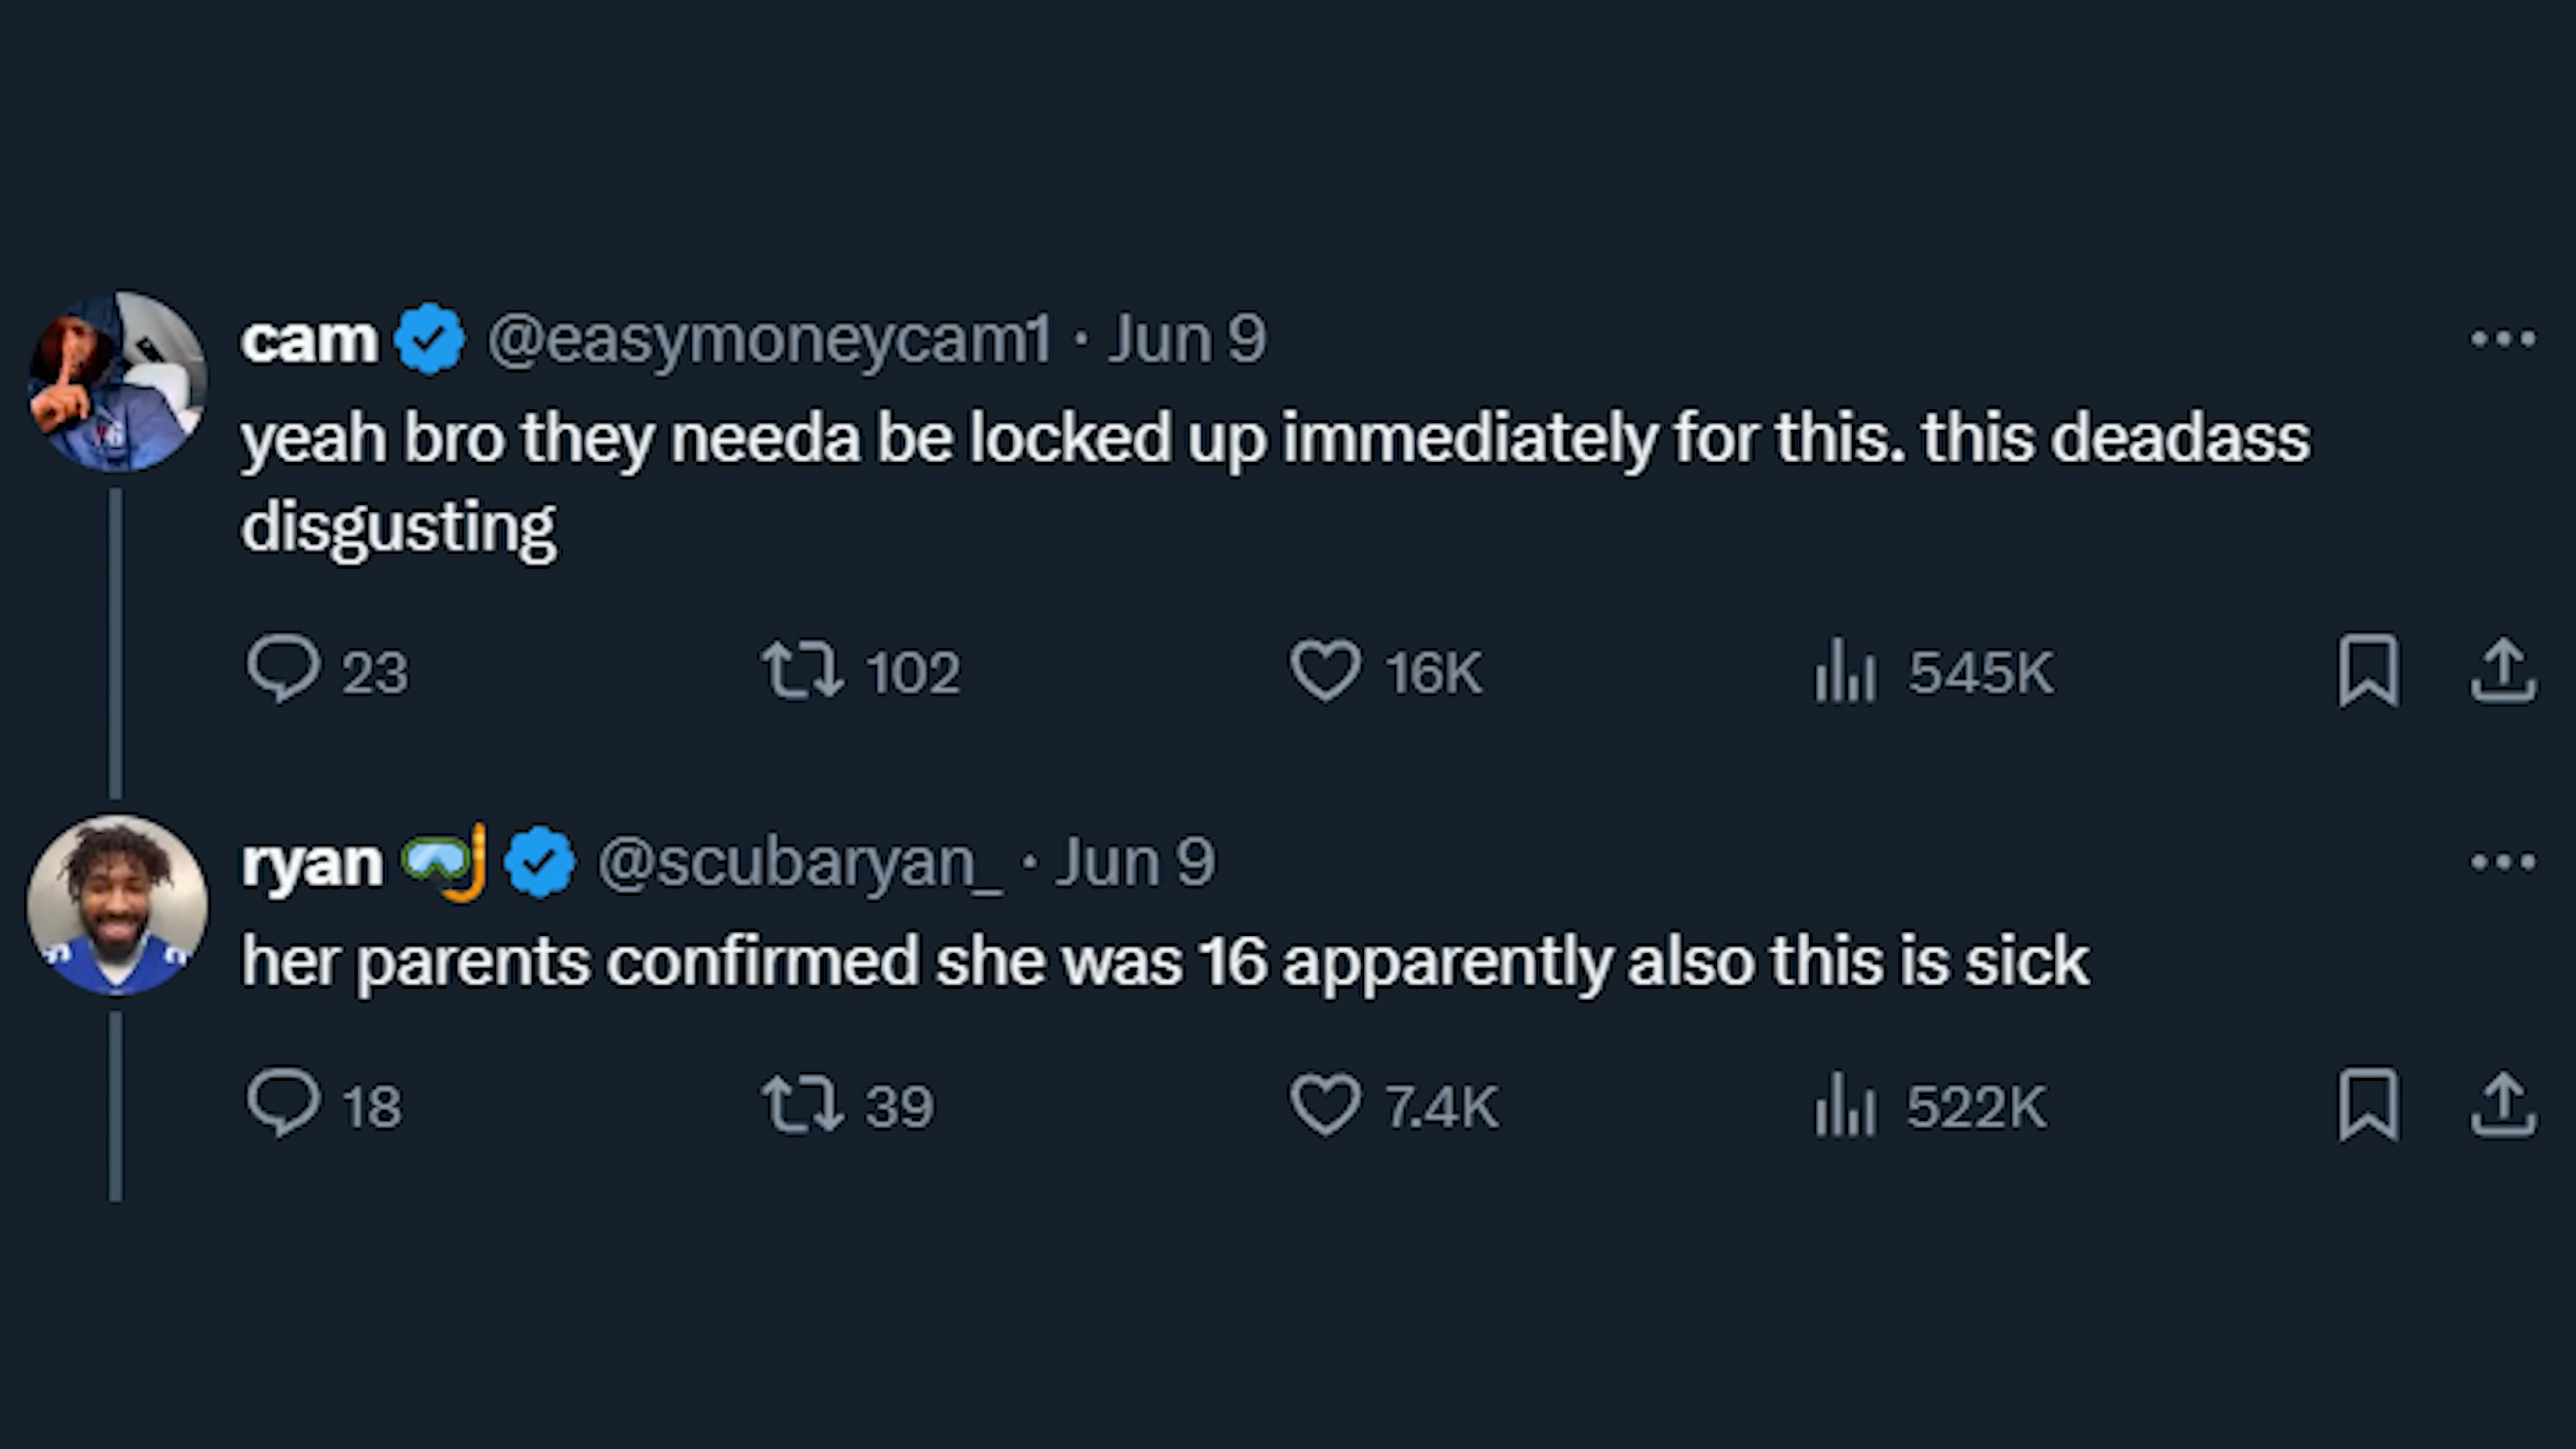 cam @easymoneycam1 · Jun 9
yeah bro they needa be locked up immediately for this. this deadass
disgusting
23 102 16K 545K
ryan 🤿 @scubaryan_ · Jun 9
her parents confirmed she was 16 apparently also this is sick
18 39 7.4K 522K